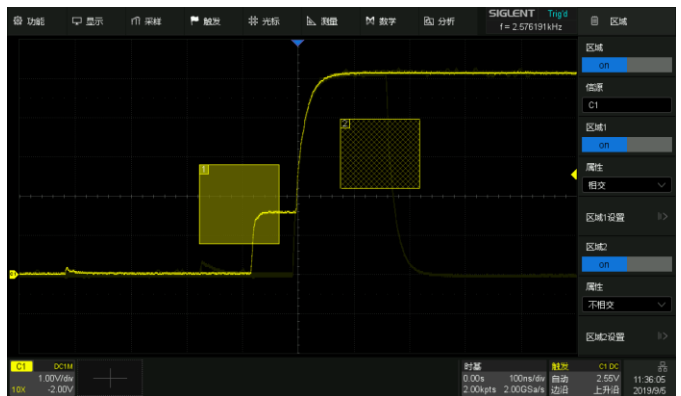 功能 显示 采样 触发 光标 测量 数学 分析 SIGLENT Trig'd 区域
f = 2.576191kHz
区域
on
信源
C1
区域1
on
属性
相交
区域1设置
区域2
on
属性
不相交
区域2设置
1
2
C1 DC1M
1.00V/div
10X -2.00V
时基
0.00s 100ns/div
2.00kpts 2.00GSa/s
触发 C1 DC
自动 2.55V
边沿 上升沿
11:36:05
2019/9/5